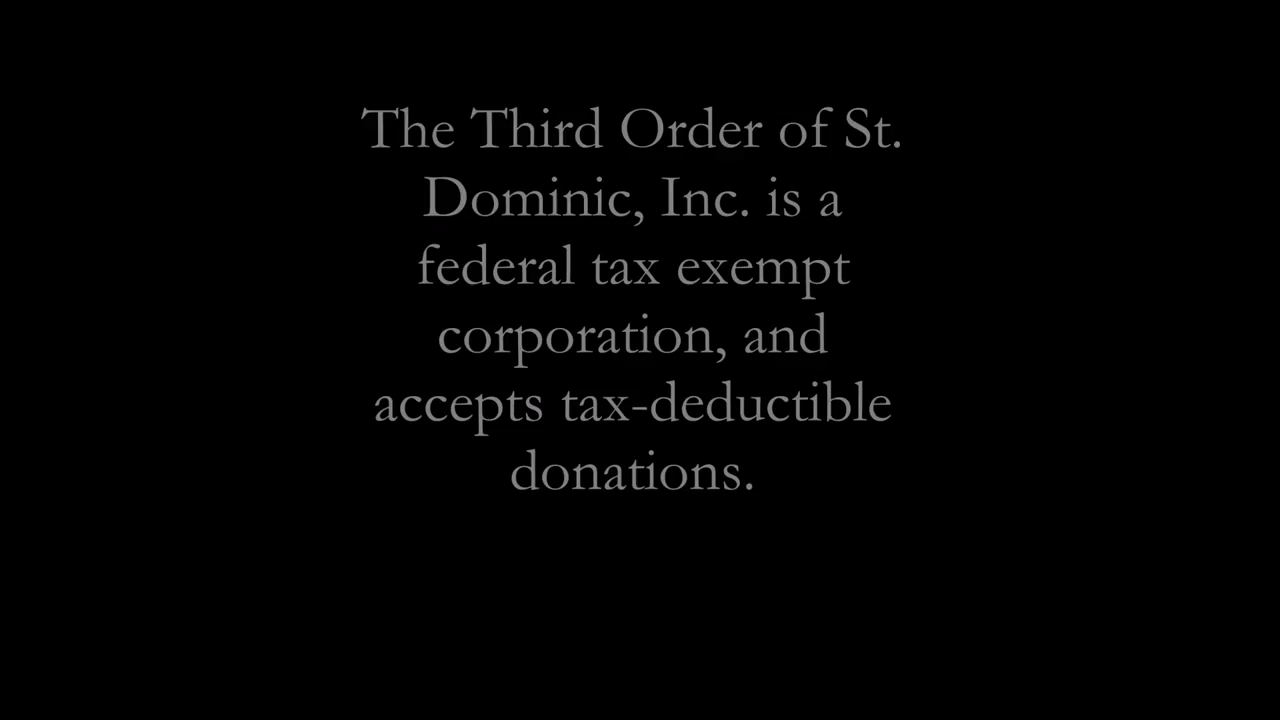 The Third Order of St.
Dominic, Inc. is a
federal tax exempt
corporation, and
accepts tax-deductible
donations.